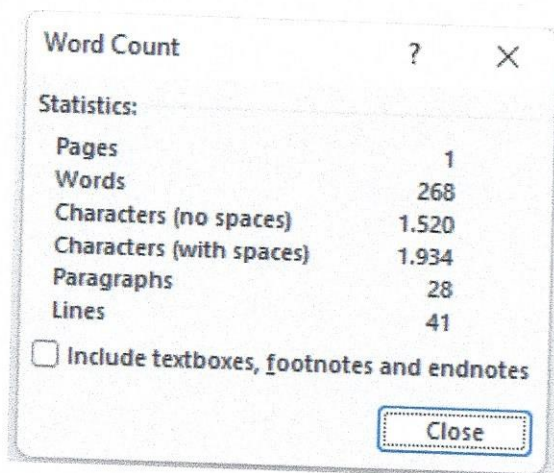 Word Count ? ×
Statistics:
Pages 1
Words 268
Characters (no spaces) 1.520
Characters (with spaces) 1.934
Paragraphs 28
Lines 41
Include textboxes, footnotes and endnotes
Close